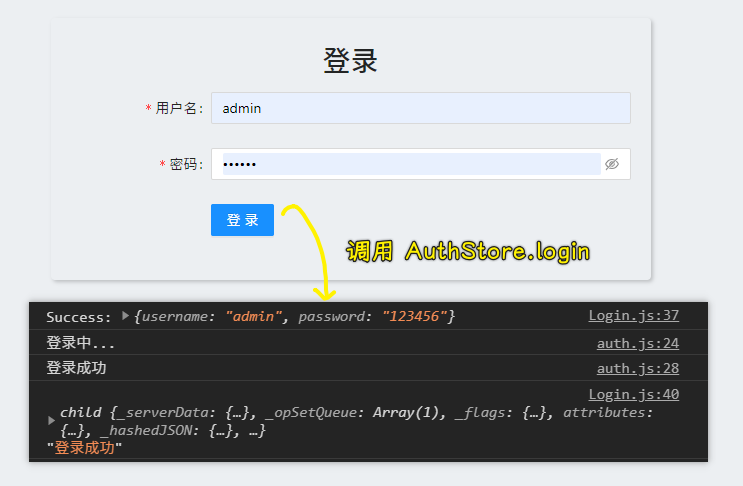 登录
* 用户名: admin
* 密码: ••••••
登 录
调用 AuthStore.login
Success: ▶{username: "admin", password: "123456"} Login.js:37
登录中... auth.js:24
登录成功 auth.js:28
Login.js:40
▶ child {_serverData: {…}, _opSetQueue: Array(1), _flags: {…}, attributes:
{…}, _hashedJSON: {…}, …}
"登录成功"